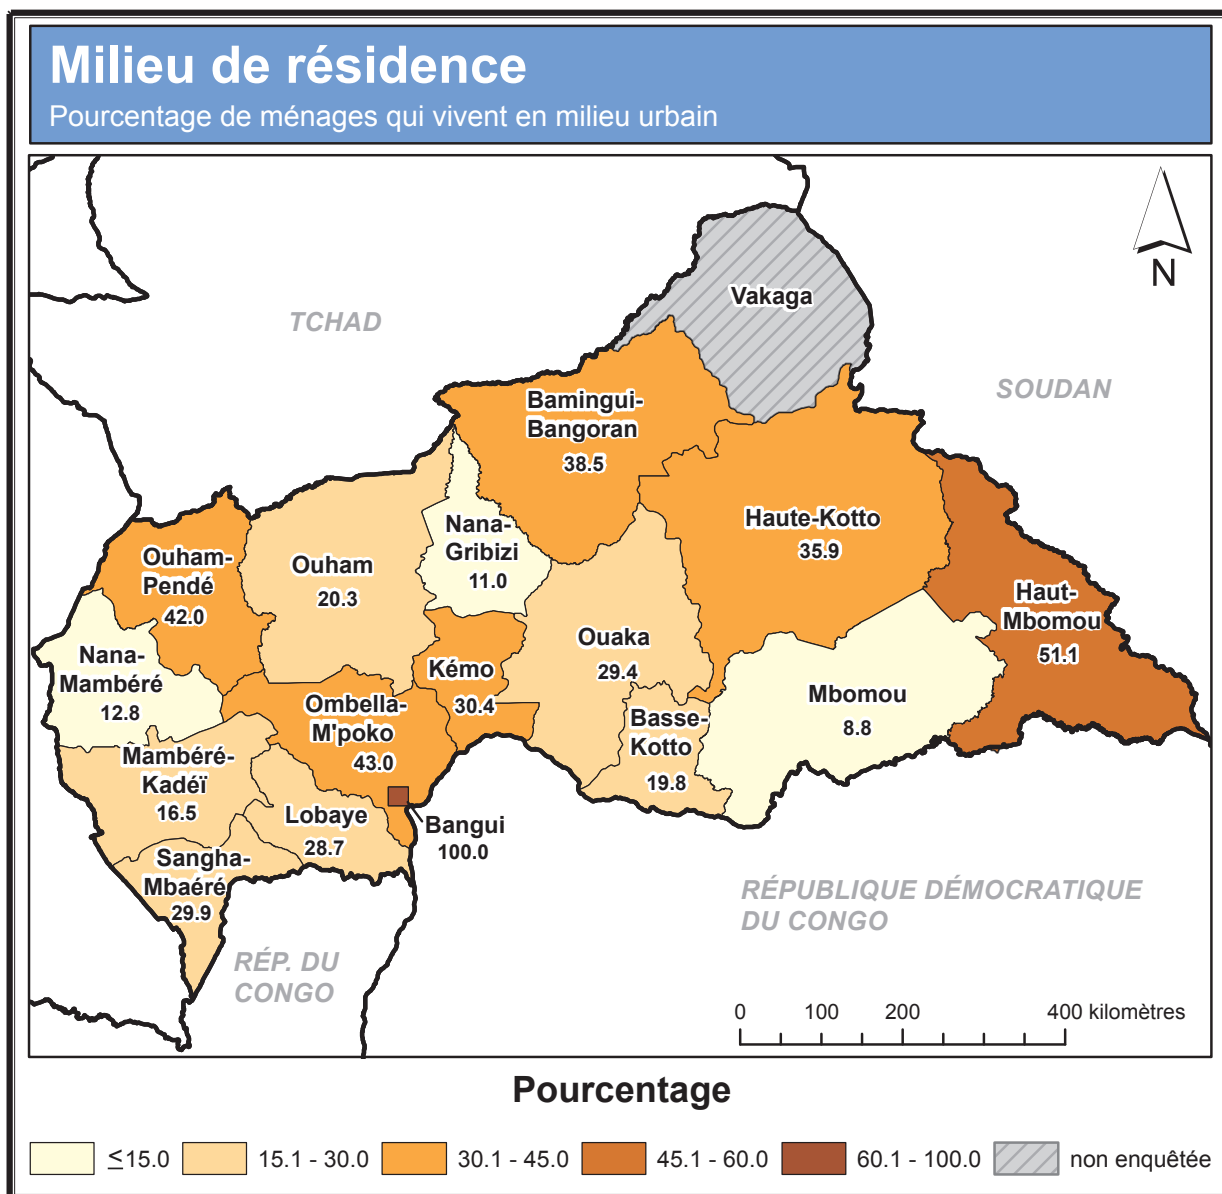 Milieu de résidence
Pourcentage de ménages qui vivent en milieu urbain
N
TCHAD
SOUDAN
Vakaga
Bamingui-
Bangoran
38.5
Haute-Kotto
35.9
Nana-
Gribizi
11.0
Ouham-
Pendé
42.0
Ouham
20.3
Haut-
Mbomou
51.1
Ouaka
29.4
Nana-
Mambéré
12.8
Kémo
30.4
Mbomou
8.8
Ombella-
M'poko
43.0
Basse-
Kotto
19.8
Mambéré-
Kadéï
16.5
Lobaye
28.7
Bangui
100.0
Sangha-
Mbaéré
29.9
RÉPUBLIQUE DÉMOCRATIQUE
DU CONGO
RÉP. DU
CONGO
0 100 200 400 kilomètres
Pourcentage
≤15.0 15.1 - 30.0 30.1 - 45.0 45.1 - 60.0 60.1 - 100.0 non enquêtée